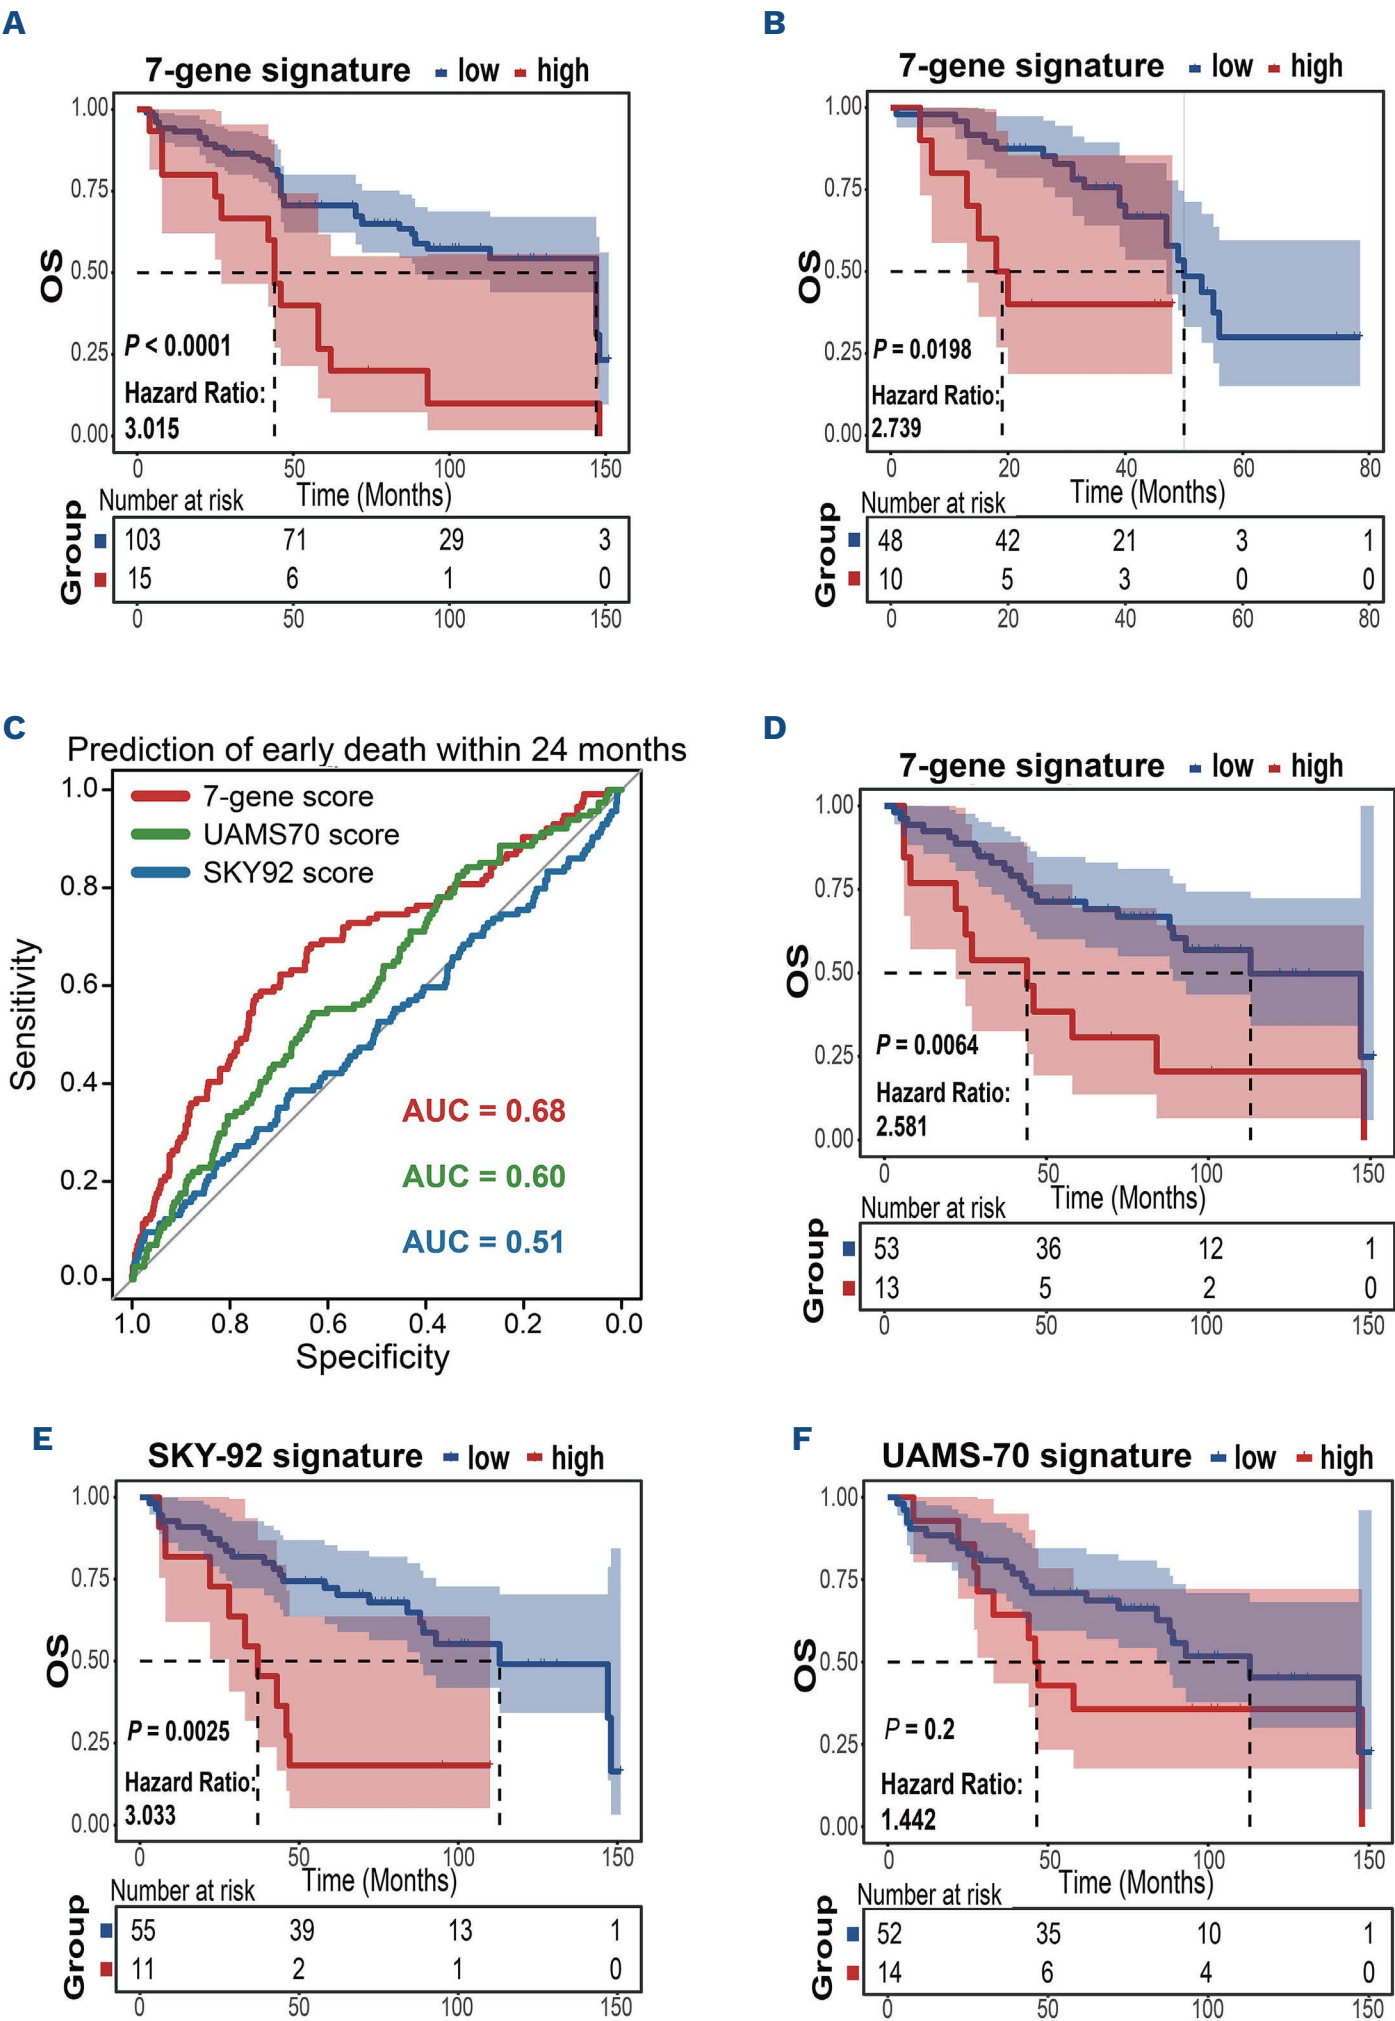 A
7-gene signature low high
1.00
0.75
0.50
0.25
0.00
OS
P < 0.0001
Hazard Ratio:
3.015
0 50 100 150
Time (Months)
Number at risk
Group
103 71 29 3
15 6 1 0
0 50 100 150
B
7-gene signature low high
1.00
0.75
0.50
0.25
0.00
OS
P = 0.0198
Hazard Ratio:
2.739
0 20 40 60 80
Time (Months)
Number at risk
Group
48 42 21 3 1
10 5 3 0 0
0 20 40 60 80
C
Prediction of early death within 24 months
7-gene score
UAMS70 score
SKY92 score
1.0
0.8
0.6
0.4
0.2
0.0
Sensitivity
AUC = 0.68
AUC = 0.60
AUC = 0.51
1.0 0.8 0.6 0.4 0.2 0.0
Specificity
D
7-gene signature low high
1.00
0.75
0.50
0.25
0.00
OS
P = 0.0064
Hazard Ratio:
2.581
0 50 100 150
Time (Months)
Number at risk
Group
53 36 12 1
13 5 2 0
0 50 100 150
E
SKY-92 signature low high
1.00
0.75
0.50
0.25
0.00
OS
P = 0.0025
Hazard Ratio:
3.033
0 50 100 150
Time (Months)
Number at risk
Group
55 39 13 1
11 2 1 0
0 50 100 150
F
UAMS-70 signature low high
1.00
0.75
0.50
0.25
0.00
OS
P = 0.2
Hazard Ratio:
1.442
0 50 100 150
Time (Months)
Number at risk
Group
52 35 10 1
14 6 4 0
0 50 100 150